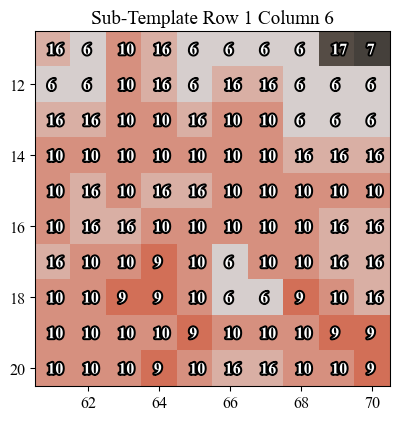 Sub-Template Row 1 Column 6
16 6 10 16 6 6 6 6 17 7
12 6 6 10 16 6 16 16 6 6 6
16 16 10 10 16 10 10 6 6 6
14 10 10 10 10 10 10 10 16 16 16
10 16 10 16 16 10 10 10 10 10
16 10 16 16 10 10 10 10 10 16 16
16 10 10 9 10 6 10 10 16 16
18 10 10 9 9 10 6 6 9 10 16
10 10 10 10 9 10 10 10 9 9
20 10 10 10 9 10 16 16 10 10 9
62 64 66 68 70